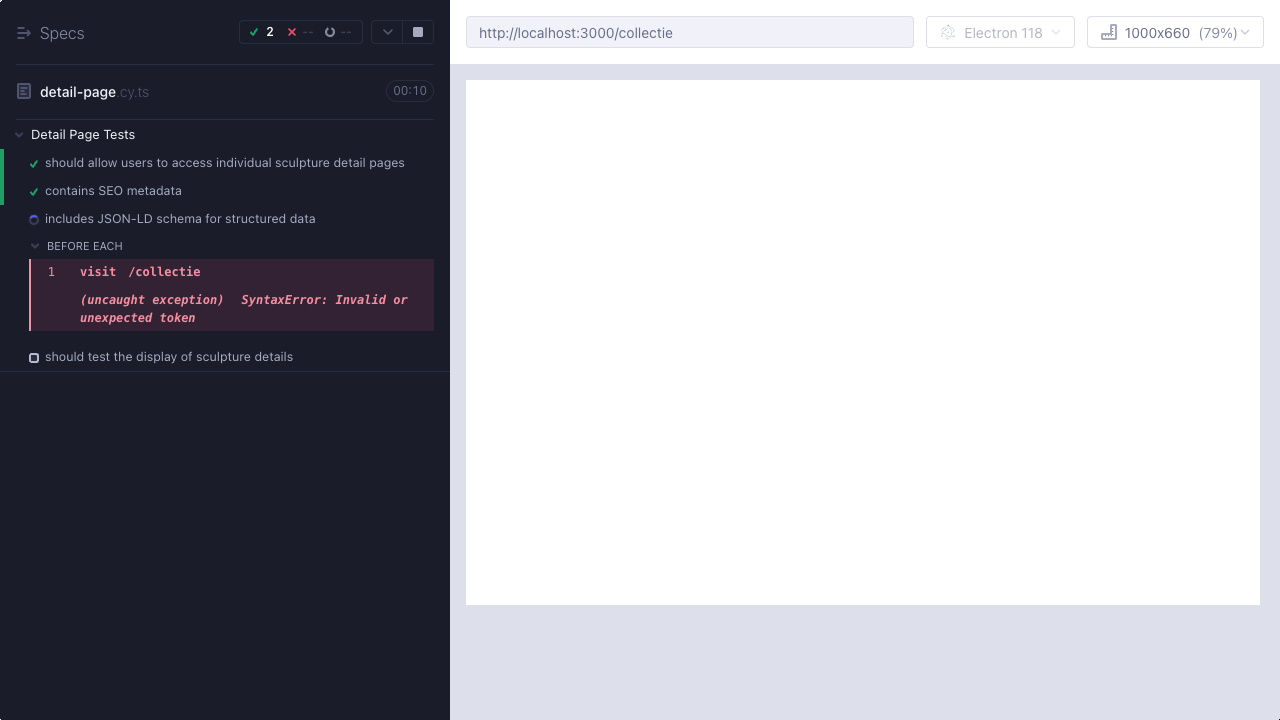 Specs
2
--
--
detail-page.cy.ts
00:10
Detail Page Tests
should allow users to access individual sculpture detail pages
contains SEO metadata
includes JSON-LD schema for structured data
BEFORE EACH
1 visit /collectie
(uncaught exception) SyntaxError: Invalid or
unexpected token
should test the display of sculpture details
http://localhost:3000/collectie
Electron 118
1000x660 (79%)